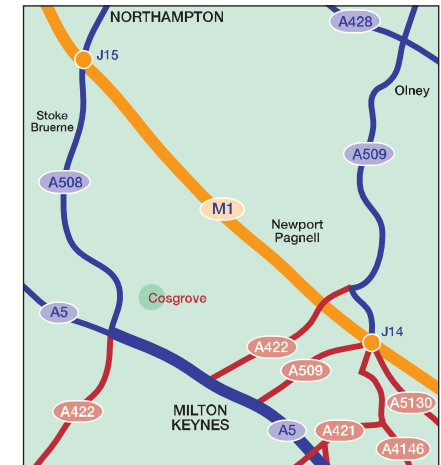 NORTHAMPTON
A428
J15
Olney
Stoke
Bruerne
A509
A508
M1
Newport
Pagnell
Cosgrove
A5
J14
A422
A509
A422
MILTON
KEYNES
A5130
A5
A421
A4146